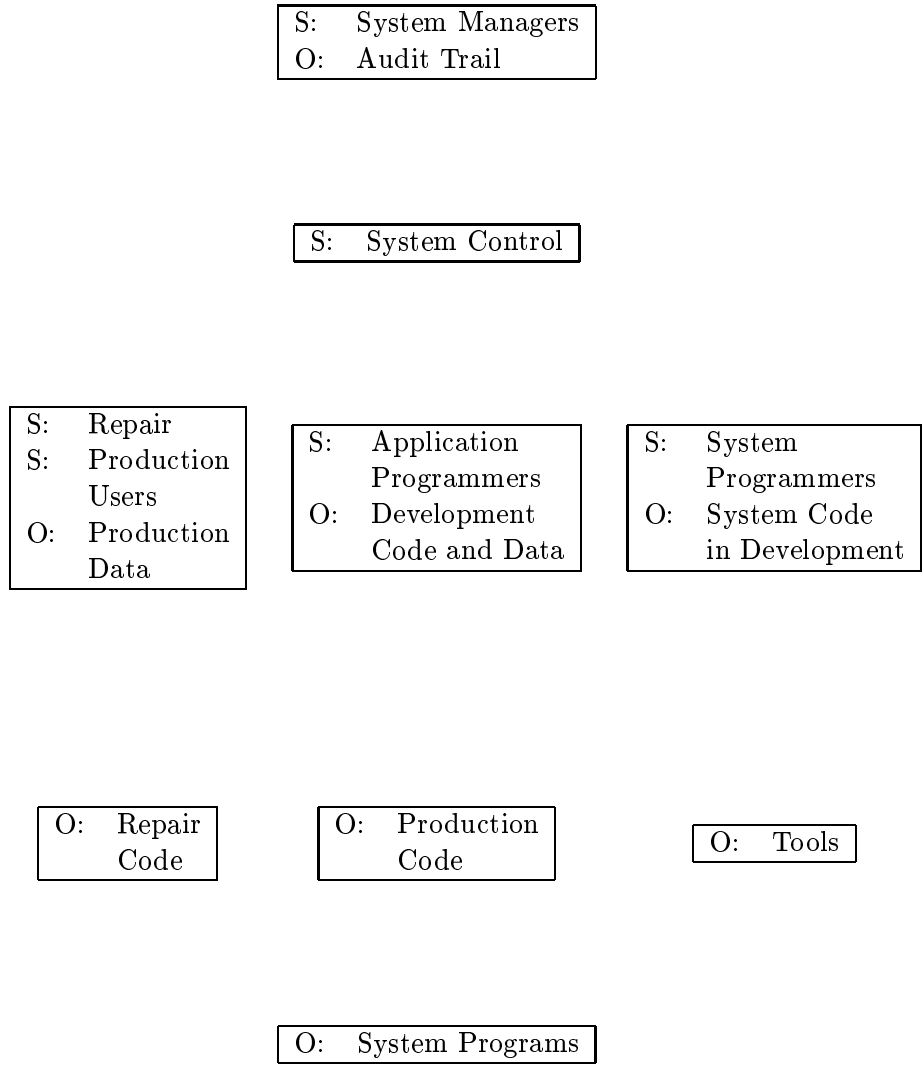 S: System Managers
O: Audit Trail
S: System Control
S: Repair
S: Production
Users
O: Production
Data
S: Application
Programmers
O: Development
Code and Data
S: System
Programmers
O: System Code
in Development
O: Repair
Code
O: Production
Code
O: Tools
O: System Programs